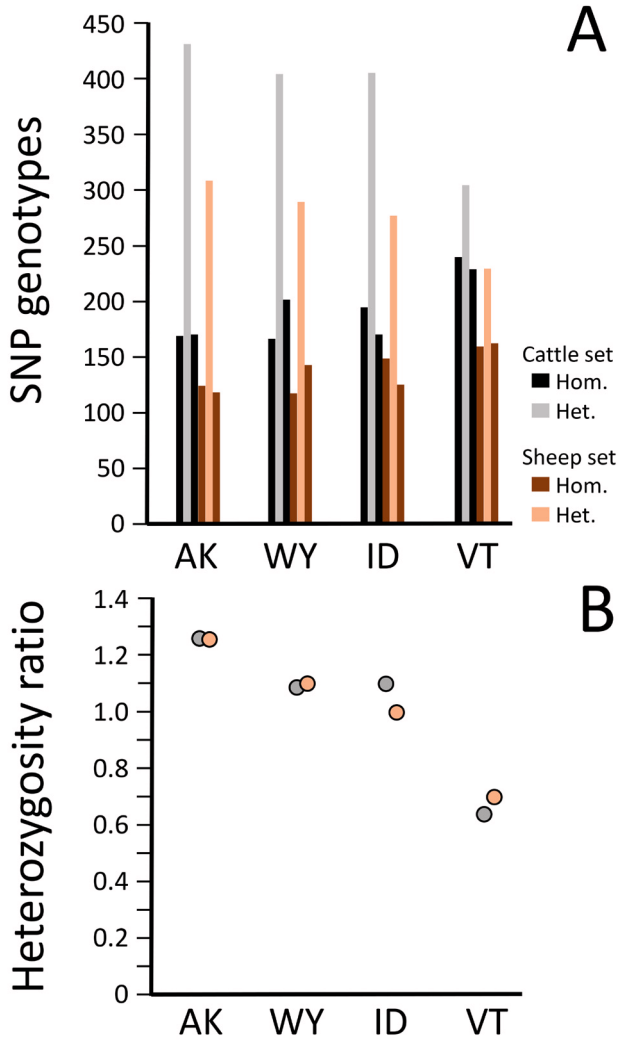 A
SNP genotypes
450
400
350
300
250
200
150
100
50
0
AK WY ID VT
Cattle set
Hom.
Het.
Sheep set
Hom.
Het.
B
Heterozygosity ratio
1.4
1.2
1.0
0.8
0.6
0.4
0.2
0
AK WY ID VT